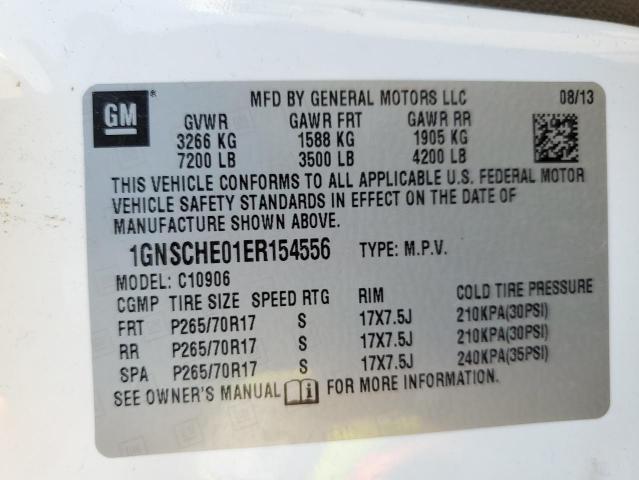 GM
MFD BY GENERAL MOTORS LLC 08/13
GVWR GAWR FRT GAWR RR
3266 KG 1588 KG 1905 KG
7200 LB 3500 LB 4200 LB
THIS VEHICLE CONFORMS TO ALL APPLICABLE U.S. FEDERAL MOTOR
VEHICLE SAFETY STANDARDS IN EFFECT ON THE DATE OF
MANUFACTURE SHOWN ABOVE.
1GNSCHE01ER154556 TYPE: M.P.V.
MODEL: C10906
CGMP TIRE SIZE SPEED RTG RIM COLD TIRE PRESSURE
FRT P265/70R17 S 17X7.5J 210KPA(30PSI)
RR P265/70R17 S 17X7.5J 210KPA(30PSI)
SPA P265/70R17 S 17X7.5J 240KPA(35PSI)
SEE OWNER'S MANUAL i FOR MORE INFORMATION.